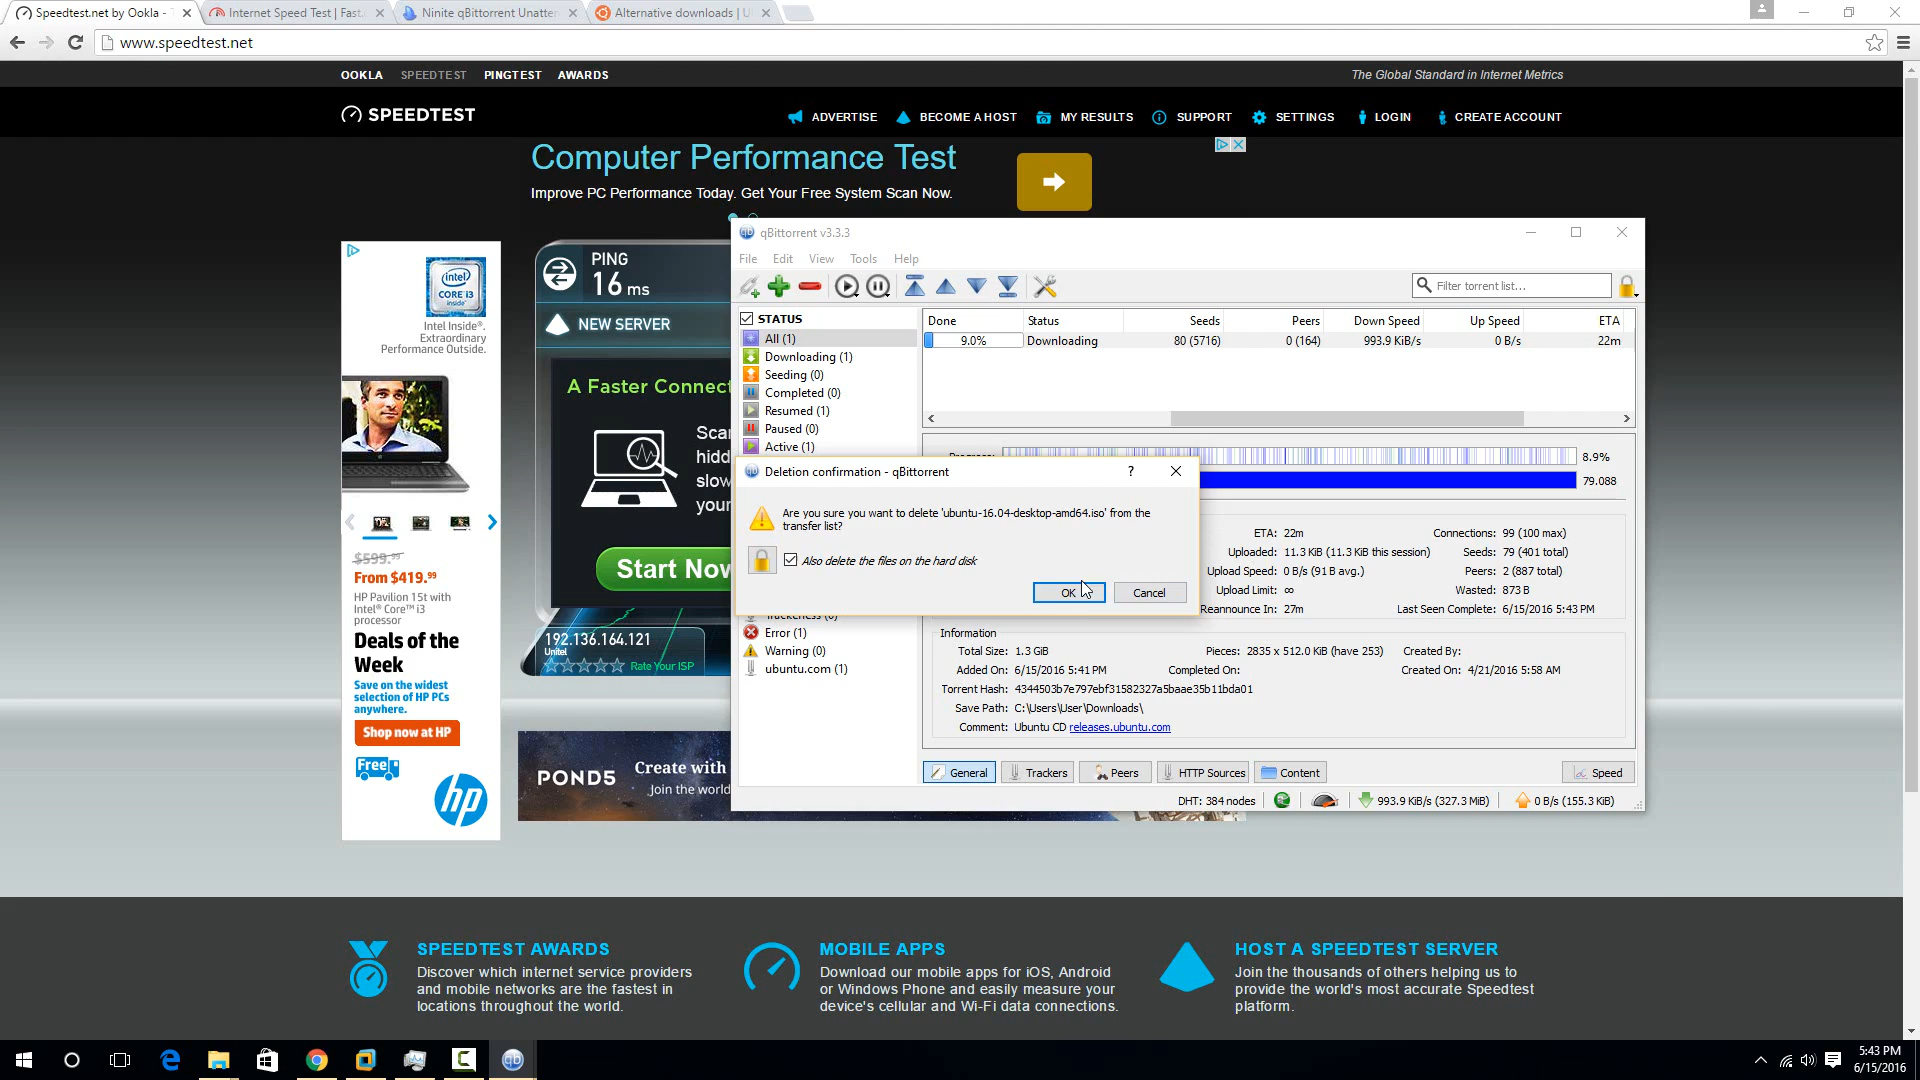 Speedtest.net by Ookla -
Internet Speed Test | Fast.
Ninite qBittorrent Unatten
Alternative downloads | U
www.speedtest.net
OOKLA SPEEDTEST PINGTEST AWARDS
The Global Standard in Internet Metrics
SPEEDTEST
ADVERTISE BECOME A HOST MY RESULTS SUPPORT SETTINGS LOGIN CREATE ACCOUNT
Computer Performance Test
Improve PC Performance Today. Get Your Free System Scan Now.
intel
CORE i3
inside
Intel Inside®.
Extraordinary
Performance Outside.
$599.99
From $419.99
HP Pavilion 15t with
Intel® Core™ i3
processor
Deals of the
Week
Save on the widest
selection of HP PCs
anywhere.
Shop now at HP
Free
hp
PING
16 ms
NEW SERVER
A Faster Connec
Sca
hidd
slow
your
Start Now
192.136.164.121
Unitel
Rate Your ISP
POND5
Create with
Join the world
qBittorrent v3.3.3
File Edit View Tools Help
Filter torrent list...
STATUS
All (1)
Downloading (1)
Seeding (0)
Completed (0)
Resumed (1)
Paused (0)
Active (1)
Trackerless (0)
Error (1)
Warning (0)
ubuntu.com (1)
Done Status Seeds Peers Down Speed Up Speed ETA
9.0% Downloading 80 (5716) 0 (164) 993.9 KiB/s 0 B/s 22m
8.9%
79.088
Deletion confirmation - qBittorrent
?
Are you sure you want to delete 'ubuntu-16.04-desktop-amd64.iso' from the
transfer list?
Also delete the files on the hard disk
OK Cancel
ETA: 22m Connections: 99 (100 max)
Uploaded: 11.3 KiB (11.3 KiB this session) Seeds: 79 (401 total)
Upload Speed: 0 B/s (91 B avg.) Peers: 2 (887 total)
Upload Limit: ∞ Wasted: 873 B
Reannounce In: 27m Last Seen Complete: 6/15/2016 5:43 PM
Information
Total Size: 1.3 GiB Pieces: 2835 x 512.0 KiB (have 253) Created By:
Added On: 6/15/2016 5:41 PM Completed On: Created On: 4/21/2016 5:58 AM
Torrent Hash: 4344503b7e797ebf31582327a5baae35b11bda01
Save Path: C:\Users\User\Downloads\
Comment: Ubuntu CD releases.ubuntu.com
General Trackers Peers HTTP Sources Content Speed
DHT: 384 nodes 993.9 KiB/s (327.3 MiB) 0 B/s (155.3 KiB)
SPEEDTEST AWARDS
Discover which internet service providers
and mobile networks are the fastest in
locations throughout the world.
MOBILE APPS
Download our mobile apps for iOS, Android
or Windows Phone and easily measure your
device's cellular and Wi-Fi data connections.
HOST A SPEEDTEST SERVER
Join the thousands of others helping us to
provide the world's most accurate Speedtest
platform.
5:43 PM
6/15/2016